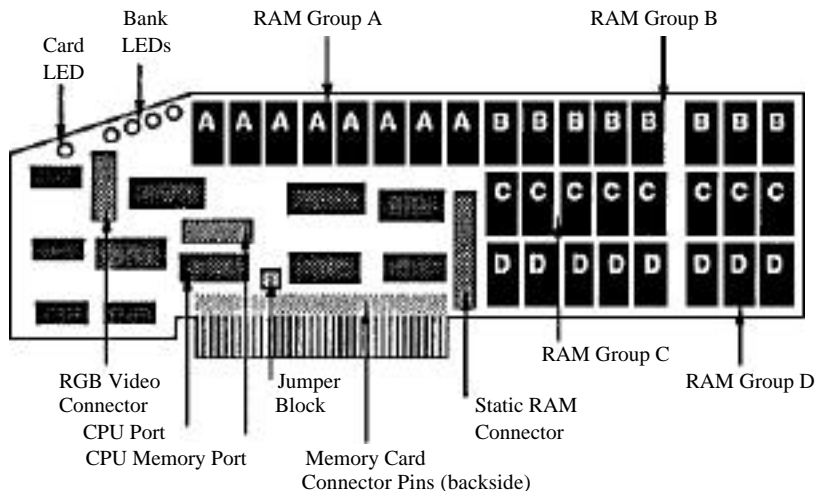 Bank
LEDs
RAM Group A
RAM Group B
Card
LED
A A A A A A A A B B B B B B B B
C C C C C C C C
D D D D D D D D
RAM Group C
RAM Group D
RGB Video
Connector
Jumper
Block
Static RAM
Connector
CPU Port
CPU Memory Port
Memory Card
Connector Pins (backside)